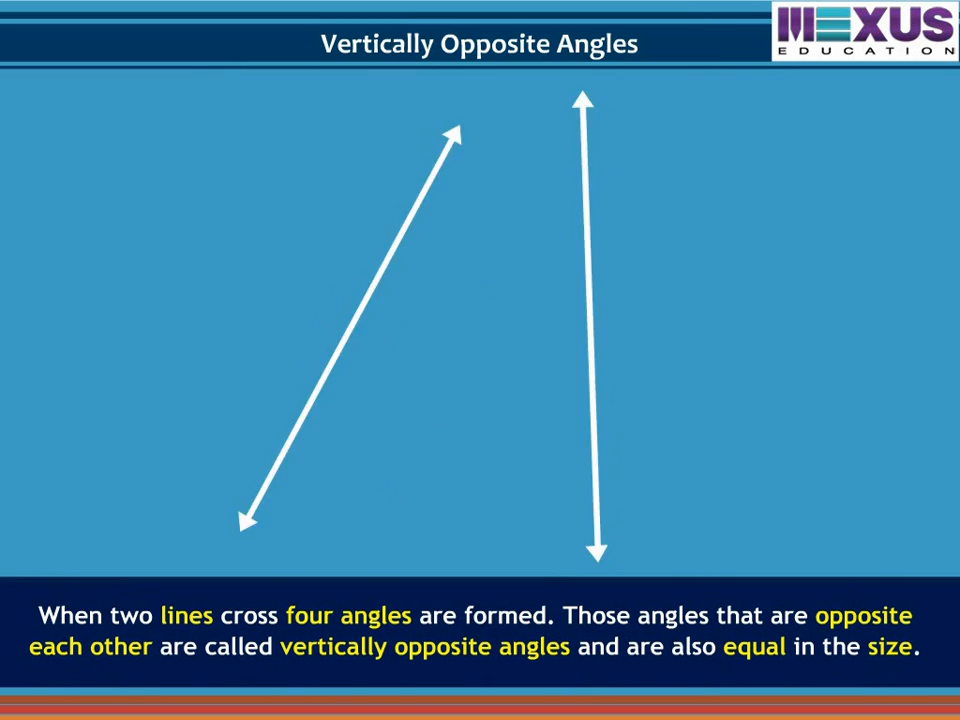 Vertically Opposite Angles
MEXUS
EDUCATION
When two lines cross four angles are formed. Those angles that are opposite
each other are called vertically opposite angles and are also equal in the size.